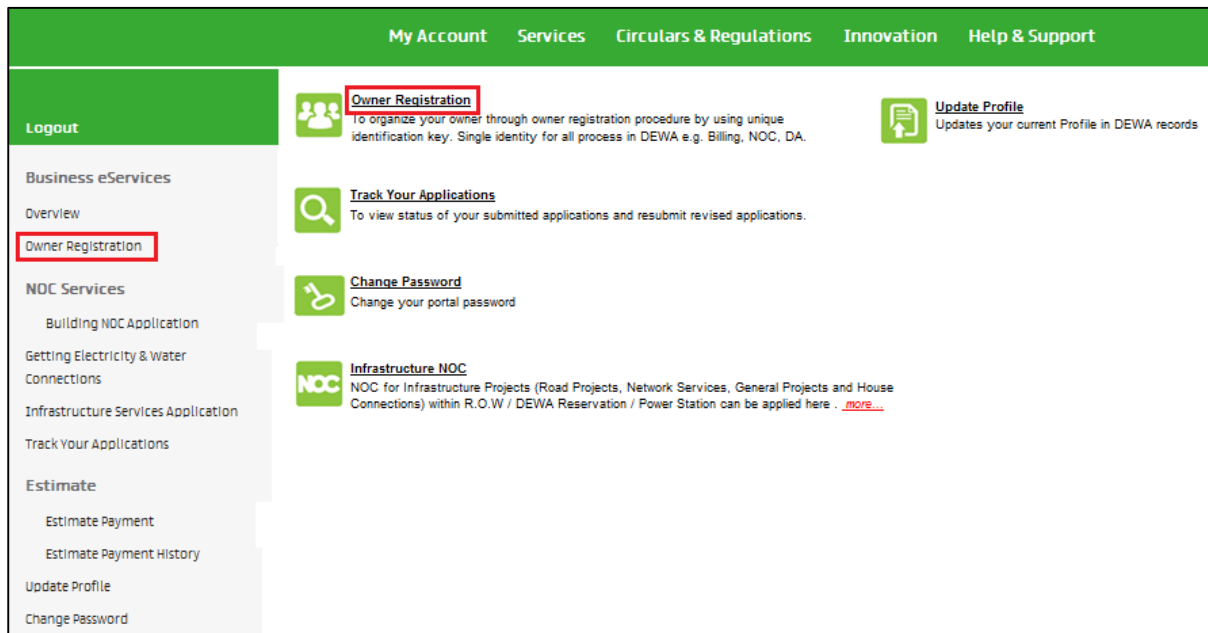 My Account Services Circulars & Regulations Innovation Help & Support
Logout
Business eServices
Overview
Owner Registration
NOC Services
Building NOC Application
Getting Electricity & Water
Connections
Infrastructure Services Application
Track Your Applications
Estimate
Estimate Payment
Estimate Payment History
Update Profile
Change Password
Owner Registration
To organize your owner through owner registration procedure by using unique
identification key. Single identity for all process in DEWA e.g. Billing, NOC, DA.
Update Profile
Updates your current Profile in DEWA records
Track Your Applications
To view status of your submitted applications and resubmit revised applications.
Change Password
Change your portal password
NOC
Infrastructure NOC
NOC for Infrastructure Projects (Road Projects, Network Services, General Projects and House
Connections) within R.O.W / DEWA Reservation / Power Station can be applied here . more...